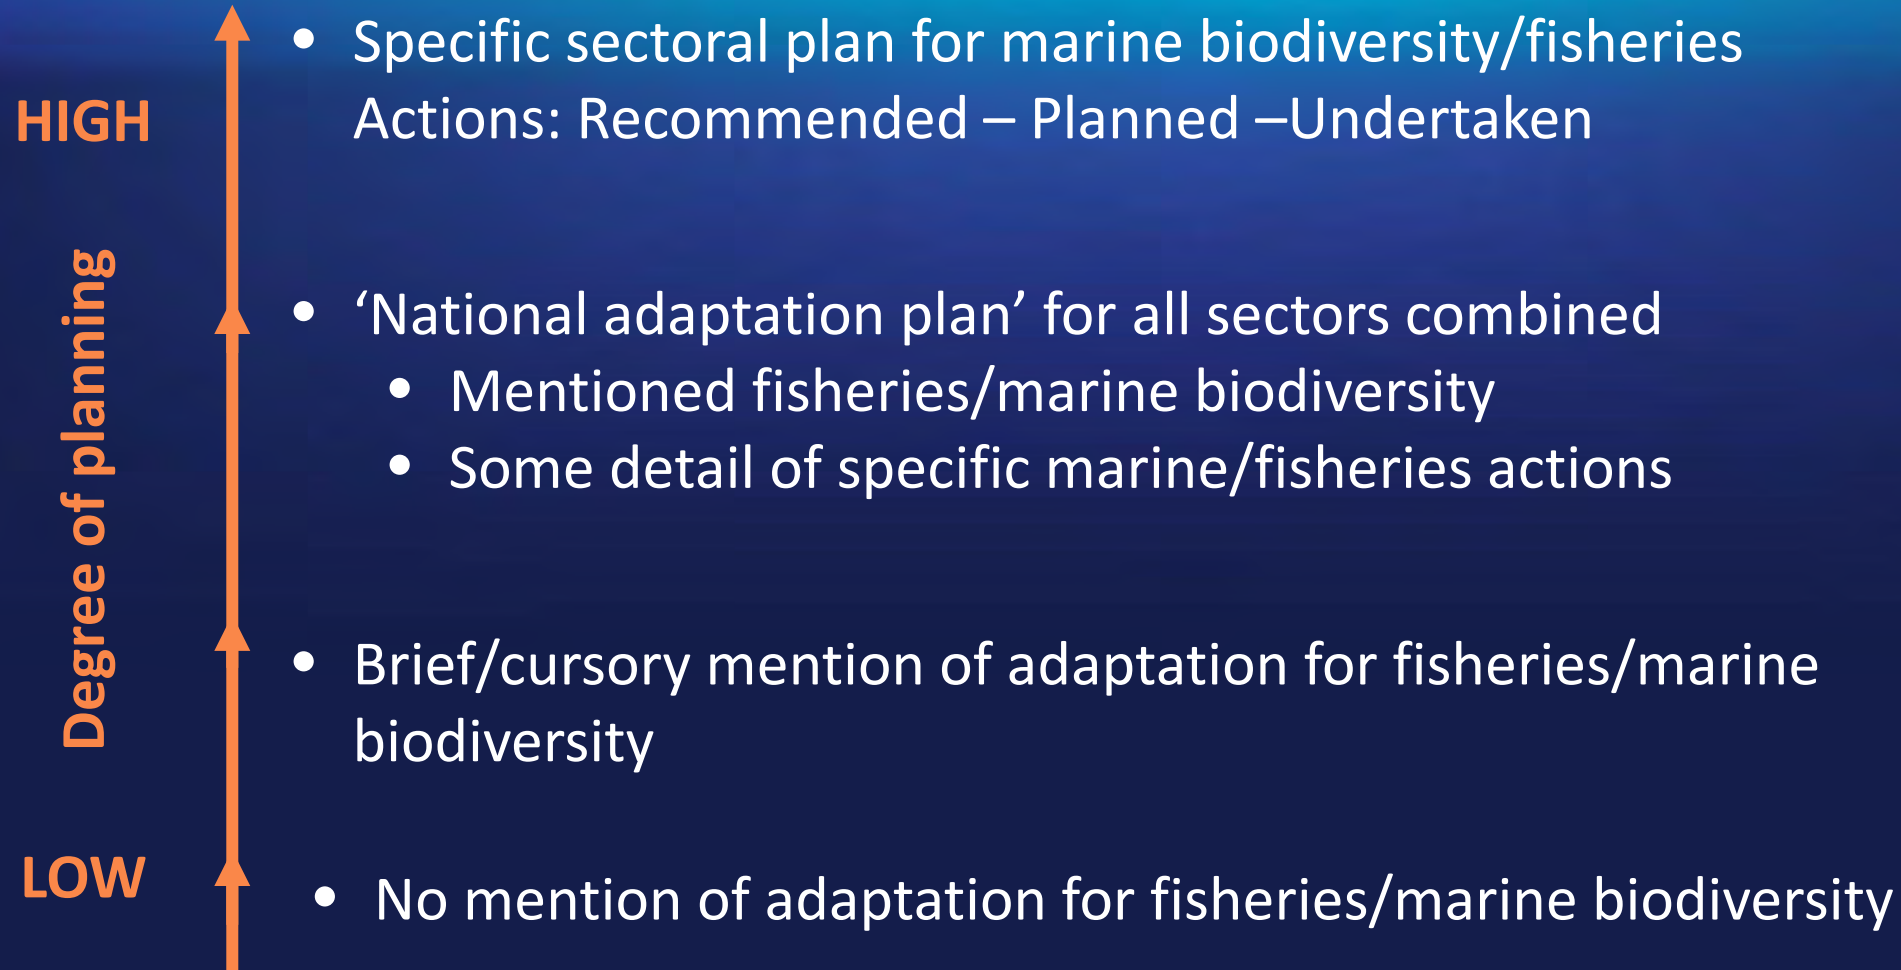 • Specific sectoral plan for marine biodiversity/fisheries
HIGH
Actions: Recommended – Planned –Undertaken
Degree of planning
• ‘National adaptation plan’ for all sectors combined
• Mentioned fisheries/marine biodiversity
• Some detail of specific marine/fisheries actions
• Brief/cursory mention of adaptation for fisheries/marine
biodiversity
LOW
• No mention of adaptation for fisheries/marine biodiversity